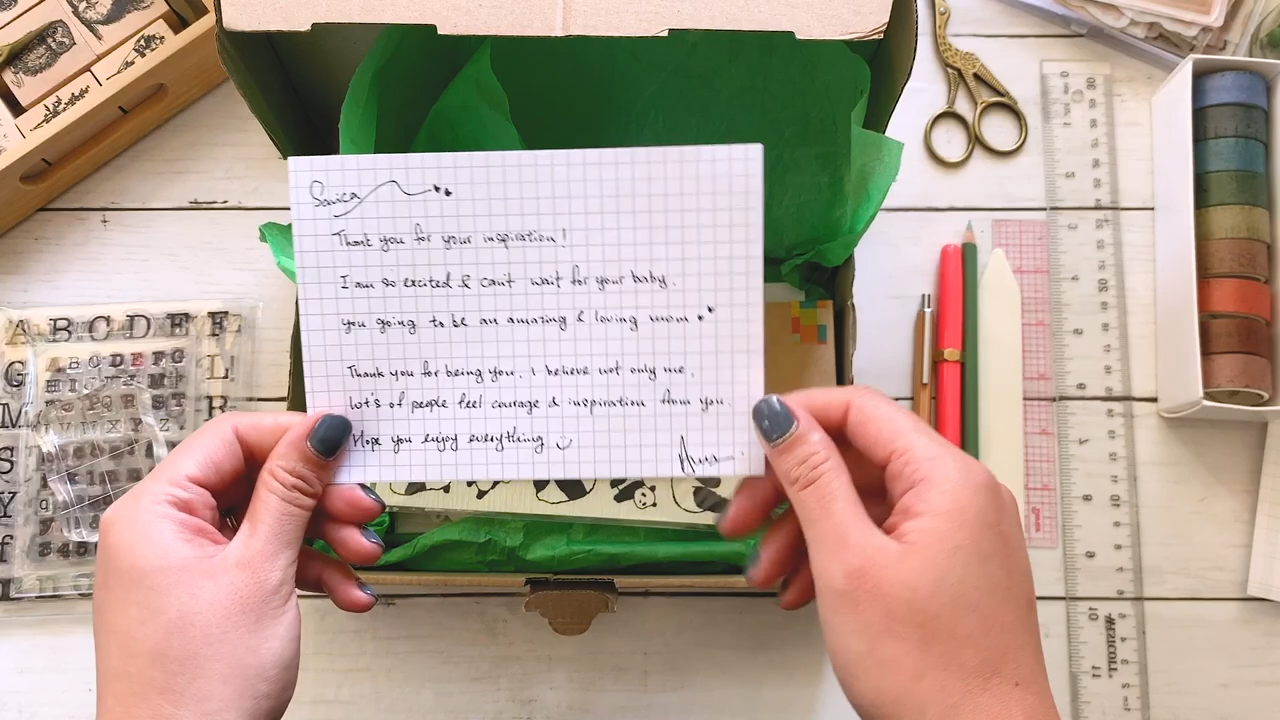 Sanica
Thank you for your inspiration!
I am so excited & can't wait for your baby.
you going to be an amazing & loving mom
Thank you for being you. I believe not only me,
lot's of people feel courage & inspiration from you.
Hope you enjoy everything
A B C D E F
A B C D E F G
WESTCOTT